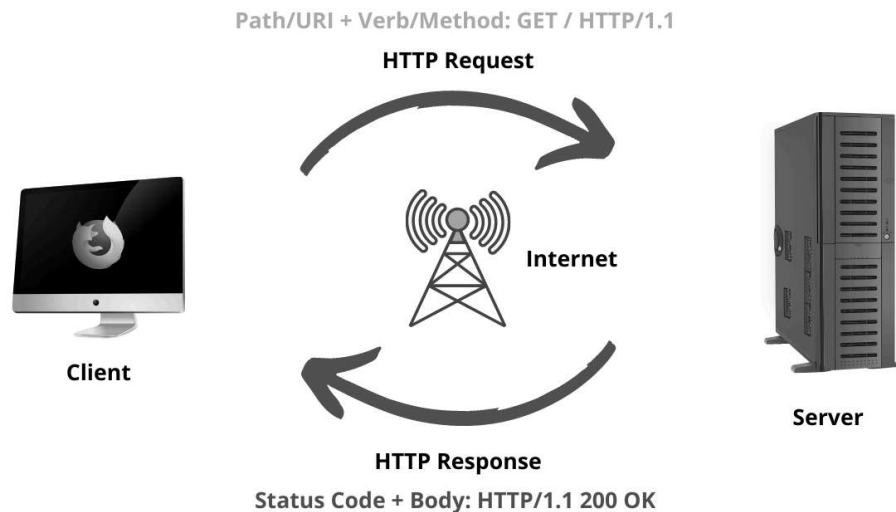 Path/URI + Verb/Method: GET / HTTP/1.1
HTTP Request
Internet
Client
Server
HTTP Response
Status Code + Body: HTTP/1.1 200 OK